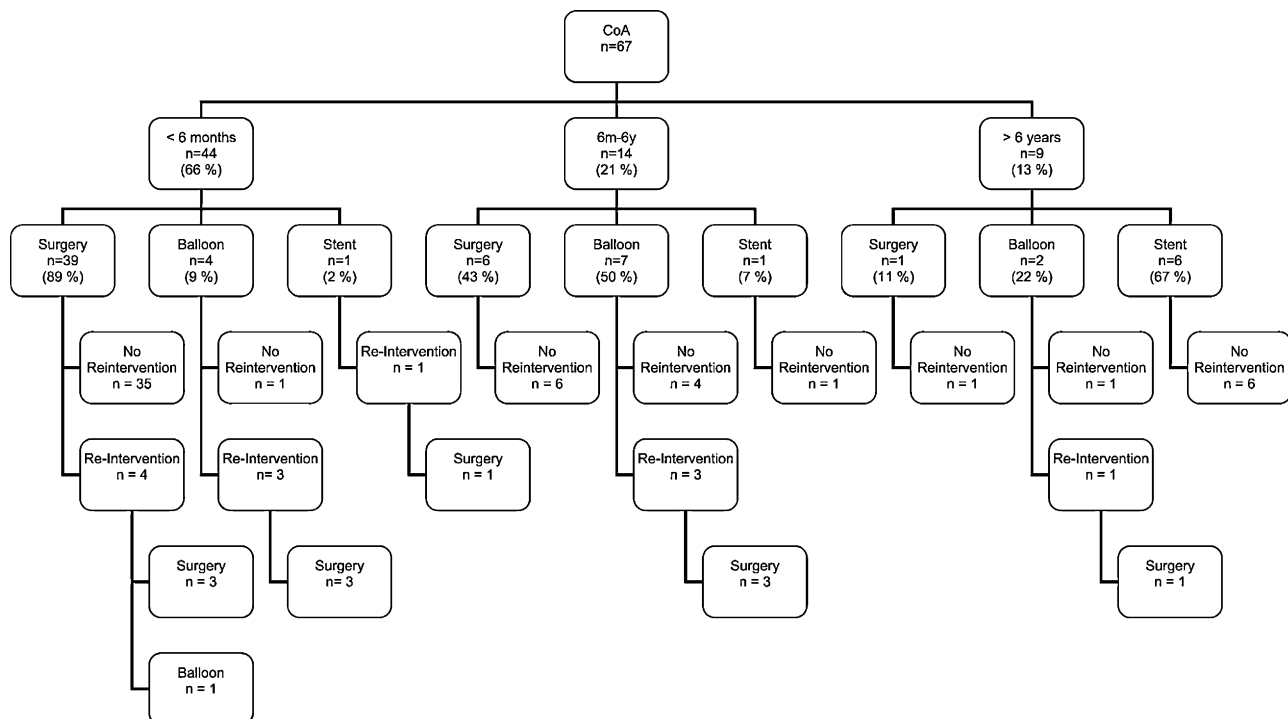 CoA
n=67
< 6 months
n=44
(66 %)
6m-6y
n=14
(21 %)
> 6 years
n=9
(13 %)
Surgery
n=39
(89 %)
Balloon
n=4
(9 %)
Stent
n=1
(2 %)
Surgery
n=6
(43 %)
Balloon
n=7
(50 %)
Stent
n=1
(7 %)
Surgery
n=1
(11 %)
Balloon
n=2
(22 %)
Stent
n=6
(67 %)
No
Reintervention
n = 35
No
Reintervention
n = 1
Re-Intervention
n = 1
No
Reintervention
n = 6
No
Reintervention
n = 4
No
Reintervention
n = 1
No
Reintervention
n = 1
No
Reintervention
n = 1
No
Reintervention
n = 6
Re-Intervention
n = 4
Re-Intervention
n= 3
Surgery
n = 1
Re-Intervention
n = 3
Re-Intervention
n = 1
Surgery
n = 3
Surgery
n = 3
Surgery
n = 3
Surgery
n = 1
Balloon
n = 1